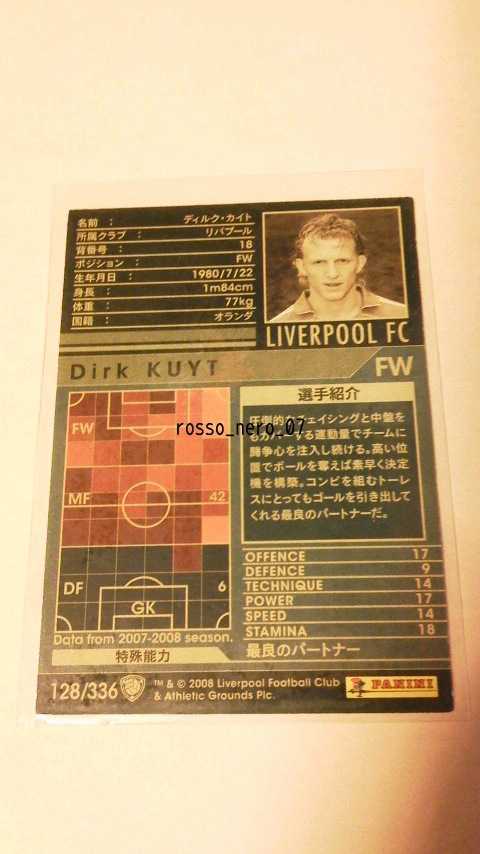 名前 : ディルク・カイト
所属クラブ : リバプール
背番号 : 18
ポジション : FW
生年月日 : 1980/7/22
身長 : 1m84cm
体重 : 77kg
国籍 : オランダ
LIVERPOOL FC
Dirk KUYT
FW
FW
MF 42
DF 6
GK
Data from 2007-2008 season.
特殊能力
選手紹介
圧倒的なチェイシングと中盤を
も する運動量でチームに
闘争心を注入し続ける。高い位
置でボールを奪えば素早く決定
機を構築。コンビを組むトーレ
スにとってもゴールを引き出してく
れる最良のパートナーだ。
OFFENCE 17
DEFENCE 9
TECHNIQUE 14
POWER 17
SPEED 14
STAMINA 18
最良のパートナー
128/336
™ & © 2008 Liverpool Football Club
& Athletic Grounds Plc.
PANINI
rosso_nero_07